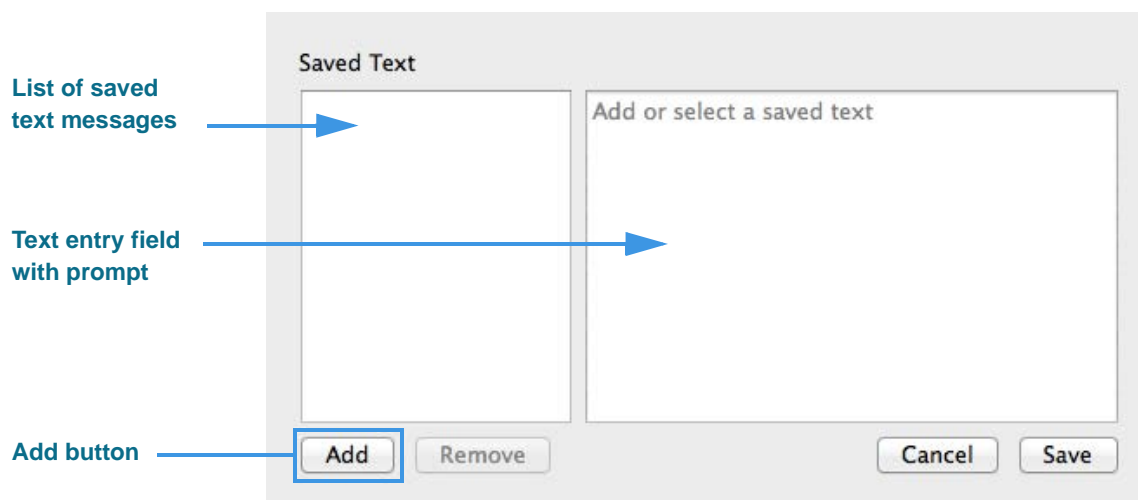 Saved Text
List of saved
text messages
Add or select a saved text
Text entry field
with prompt
Add button
Add
Remove
Cancel
Save